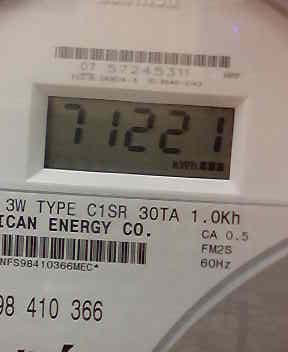 07 57245311
71221
kWh
3W TYPE C1SR 30TA 1.0Kh
ICAN ENERGY CO.
CA 0.5
FM2S
60Hz
NFS98410366MEC*
98 410 366